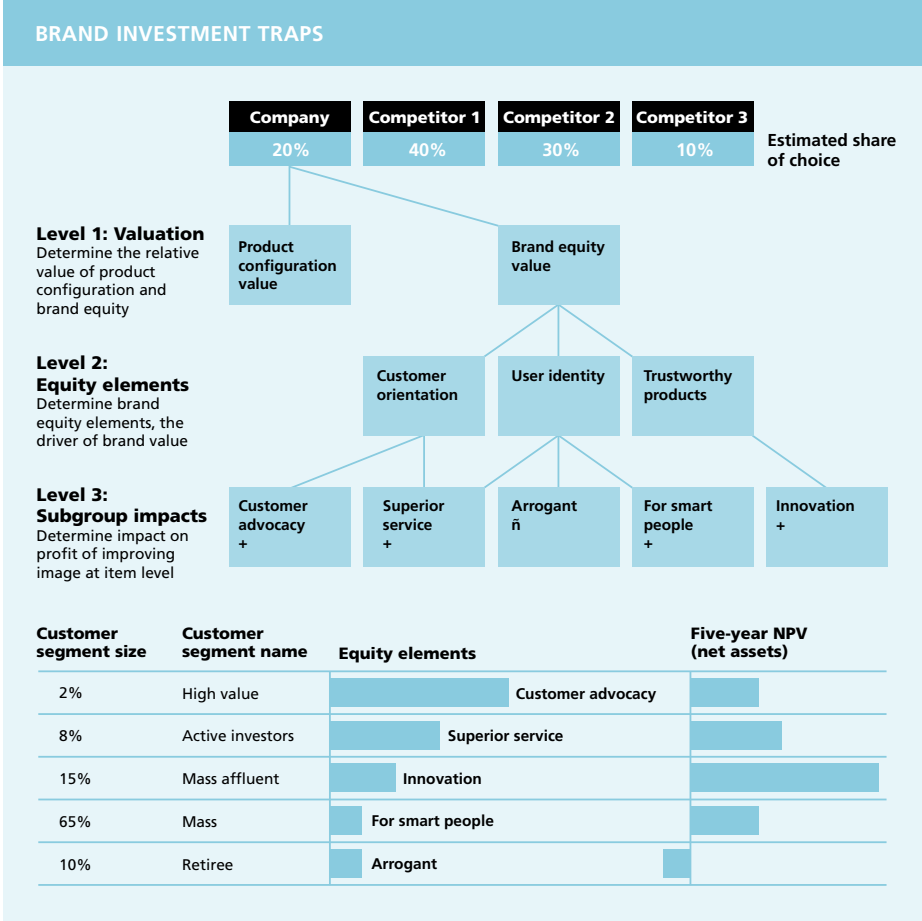 BRAND INVESTMENT TRAPS
Company
Competitor 1
Competitor 2
Competitor 3
20%
40%
30%
10%
Estimated share
of choice
Level 1: Valuation
Determine the relative
value of product
configuration and
brand equity
Product
configuration
value
Brand equity
value
Level 2:
Equity elements
Determine brand
equity elements, the
driver of brand value
Customer
orientation
User identity
Trustworthy
products
Level 3:
Subgroup impacts
Determine impact on
profit of improving
image at item level
Customer
advocacy
+
Superior
service
+
Arrogant
ñ
For smart
people
+
Innovation
+
Customer
segment size
Customer
segment name
Equity elements
Five-year NPV
(net assets)
2%
High value
Customer advocacy
8%
Active investors
Superior service
15%
Mass affluent
Innovation
65%
Mass
For smart people
10%
Retiree
Arrogant